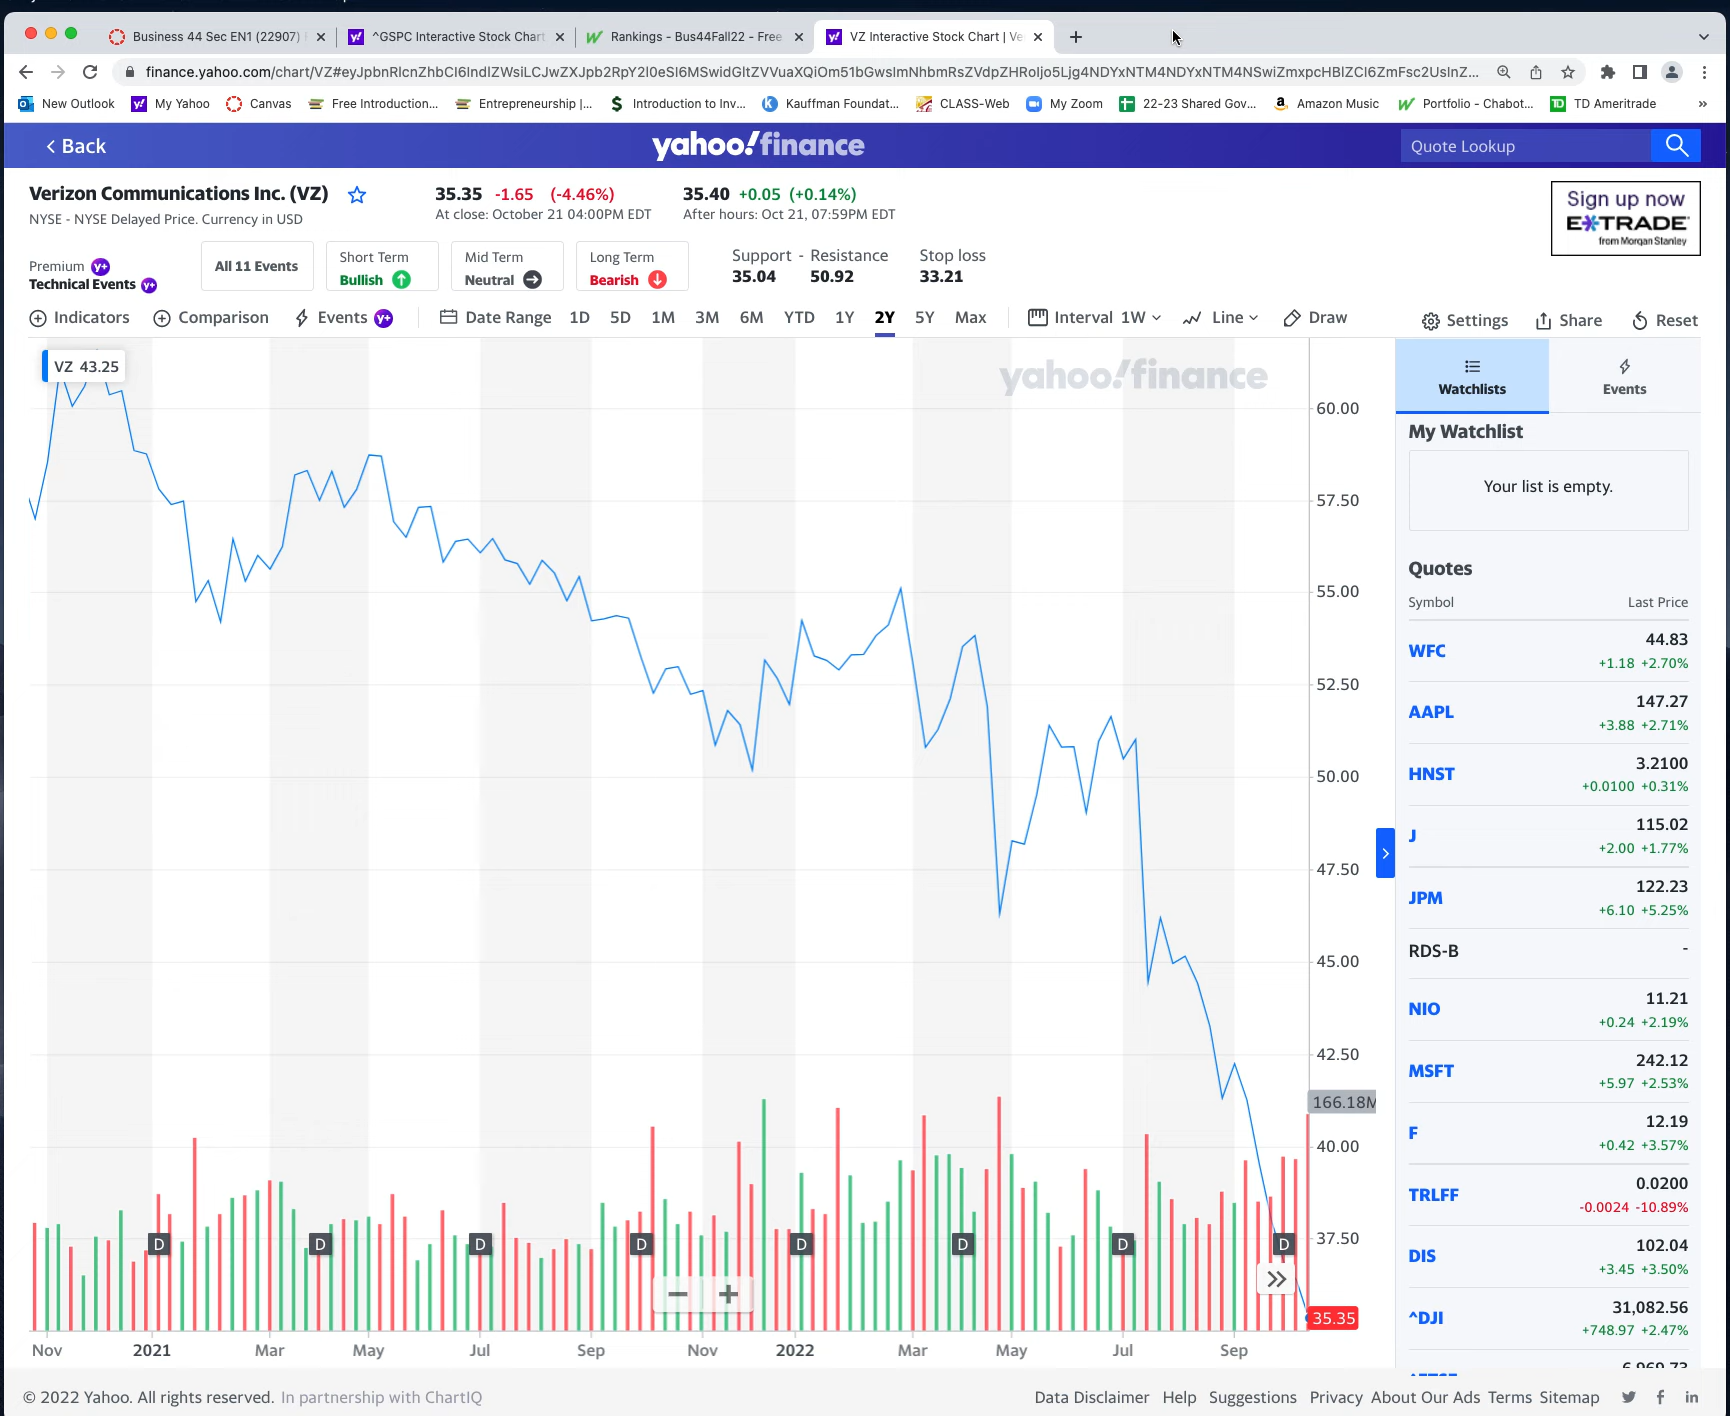 Business 44 Sec EN1 (22907)
^GSPC Interactive Stock Chart
Rankings - Bus44Fall22 - Free
VZ Interactive Stock Chart | Ve
New Outlook
My Yahoo
Canvas
Free Introduction...
Entrepreneurship |...
Introduction to Inv...
Kauffman Foundat...
CLASS-Web
My Zoom
22-23 Shared Gov...
Amazon Music
Portfolio - Chabot...
TD Ameritrade
Back
yahoo!finance
Quote Lookup
Verizon Communications Inc. (VZ)
35.35 -1.65 (-4.46%)
35.40 +0.05 (+0.14%)
NYSE - NYSE Delayed Price. Currency in USD
At close: October 21 04:00PM EDT
After hours: Oct 21, 07:59PM EDT
Sign up now
E*TRADE
from Morgan Stanley
Premium Y+
Technical Events Y+
All 11 Events
Short Term
Bullish
Mid Term
Neutral
Long Term
Bearish
Support - Resistance
35.04 50.92
Stop loss
33.21
Indicators
Comparison
Events Y+
Date Range 1D 5D 1M 3M 6M YTD 1Y 2Y 5Y Max
Interval 1W
Line
Draw
Settings
Share
Reset
VZ 43.25
yahoo!finance
60.00
57.50
55.00
52.50
50.00
47.50
45.00
42.50
166.18M
40.00
37.50
35.35
D D D D D D D D
Nov 2021 Mar May Jul Sep Nov 2022 Mar May Jul Sep
Watchlists
Events
My Watchlist
Your list is empty.
Quotes
Symbol Last Price
WFC 44.83
+1.18 +2.70%
AAPL 147.27
+3.88 +2.71%
HNST 3.2100
+0.0100 +0.31%
J 115.02
+2.00 +1.77%
JPM 122.23
+6.10 +5.25%
RDS-B -
NIO 11.21
+0.24 +2.19%
MSFT 242.12
+5.97 +2.53%
F 12.19
+0.42 +3.57%
TRLFF 0.0200
-0.0024 -10.89%
DIS 102.04
+3.45 +3.50%
^DJI 31,082.56
+748.97 +2.47%
© 2022 Yahoo. All rights reserved. In partnership with ChartIQ
Data Disclaimer Help Suggestions Privacy About Our Ads Terms Sitemap